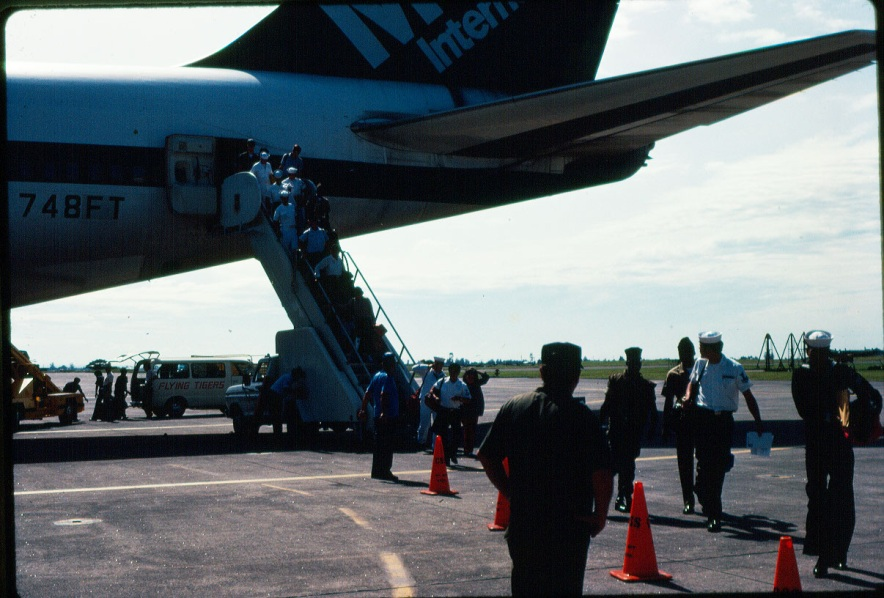 Intern
748FT
FLYING TIGERS